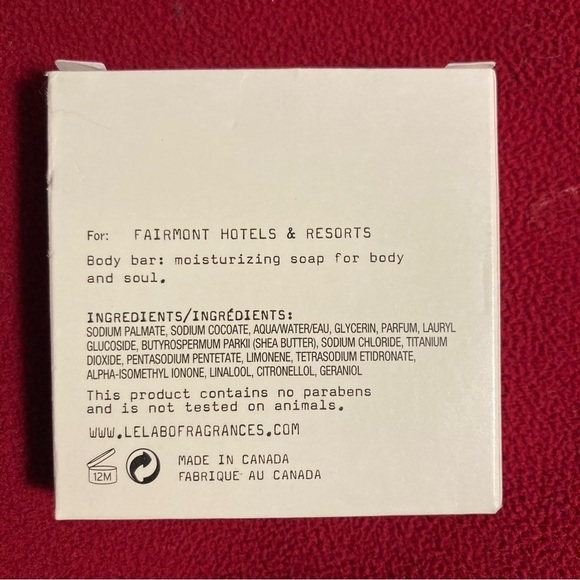 For: FAIRMONT HOTELS & RESORTS
Body bar: moisturizing soap for body
and soul.
INGREDIENTS/INGRÉDIENTS:
SODIUM PALMATE, SODIUM COCOATE, AQUA/WATER/EAU, GLYCERIN, PARFUM, LAURYL
GLUCOSIDE, BUTYROSPERMUM PARKII (SHEA BUTTER), SODIUM CHLORIDE, TITANIUM
DIOXIDE, PENTASODIUM PENTETATE, LIMONENE, TETRASODIUM ETIDRONATE,
ALPHA-ISOMETHYL IONONE, LINALOOL, CITRONELLOL, GERANIOL
This product contains no parabens
and is not tested on animals.
WWW.LELABOFRAGRANCES.COM
12M
MADE IN CANADA
FABRIQUE AU CANADA